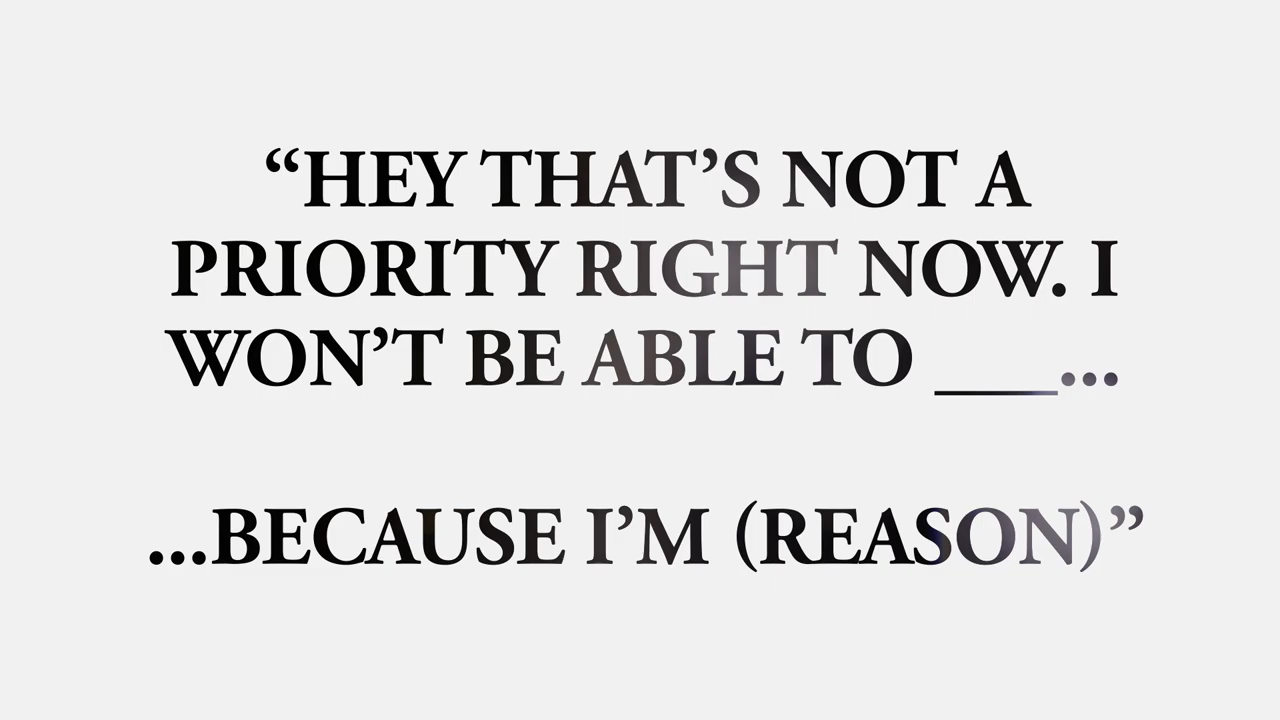 “HEY THAT’S NOT A
PRIORITY RIGHT NOW. I
WON’T BE ABLE TO ___...
...BECAUSE I’M (REASON)”